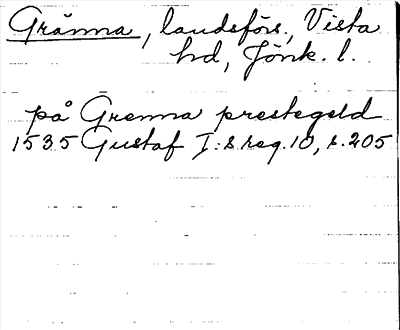 Gränna, landsförs., Vista
hd, Jönk. l.
på Grenna prestegeld
1535 Gustaf I:s reg. 10, s. 205